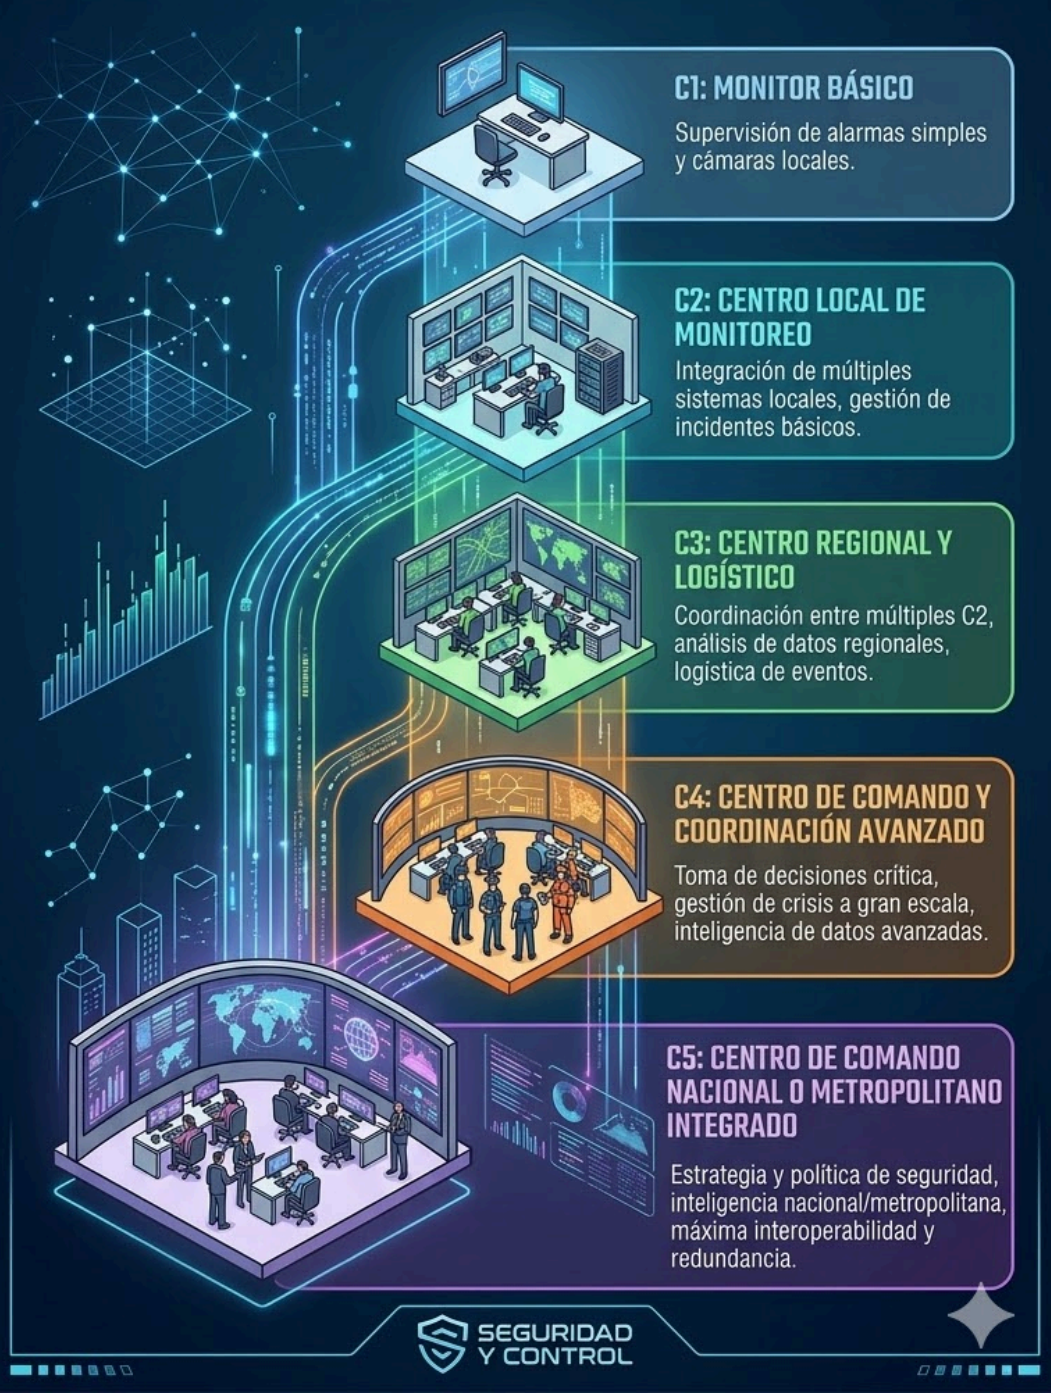 C1: MONITOR BÁSICO
Supervisión de alarmas simples
y cámaras locales.
C2: CENTRO LOCAL DE
MONITOREO
Integración de múltiples
sistemas locales, gestión de
incidentes básicos.
C3: CENTRO REGIONAL Y
LOGÍSTICO
Coordinación entre múltiples C2,
análisis de datos regionales,
logística de eventos.
C4: CENTRO DE COMANDO Y
COORDINACIÓN AVANZADO
Toma de decisiones crítica,
gestión de crisis a gran escala,
inteligencia de datos avanzadas.
C5: CENTRO DE COMANDO
NACIONAL O METROPOLITANO
INTEGRADO
Estrategia y política de seguridad,
inteligencia nacional/metropolitana,
máxima interoperabilidad y
redundancia.
SEGURIDAD
Y CONTROL